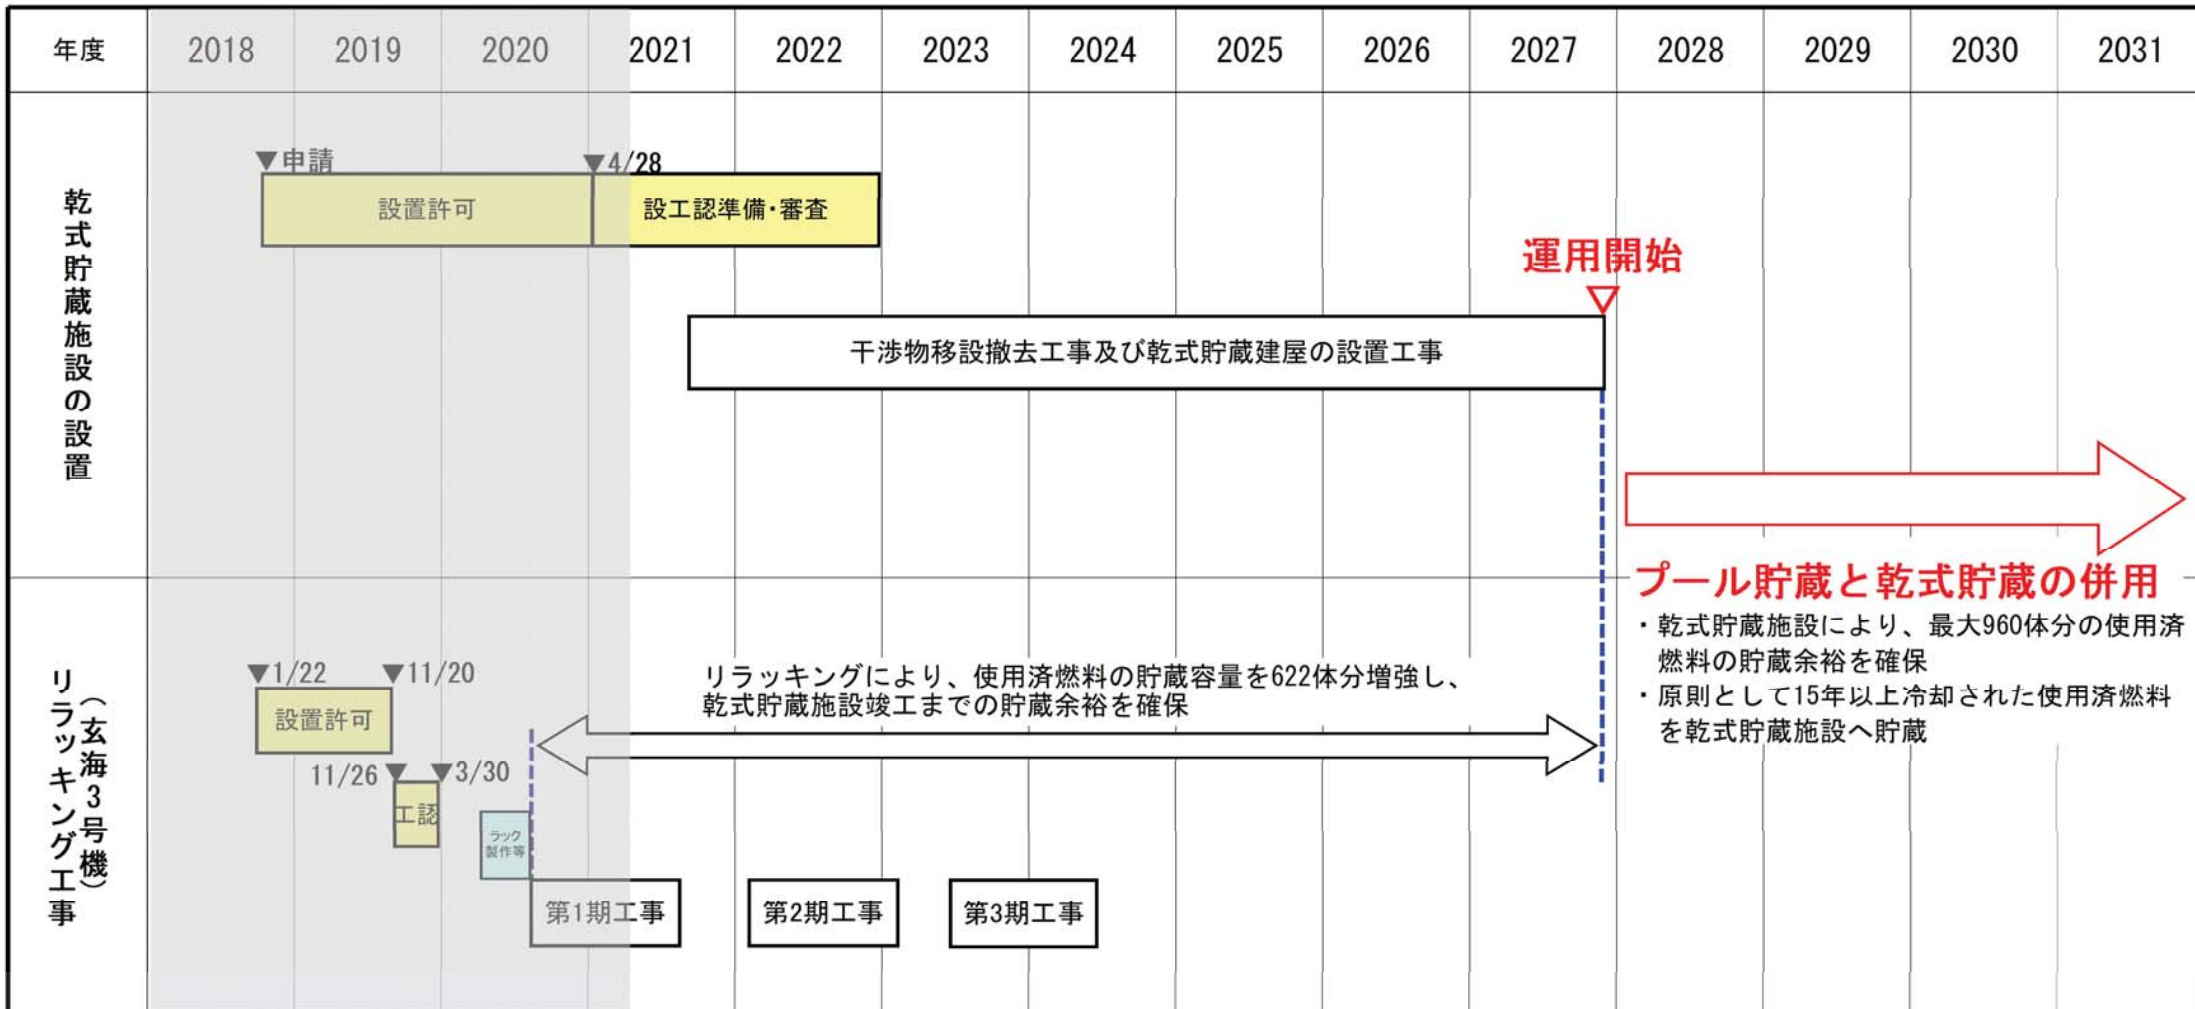 年度 2018 2019 2020 2021 2022 2023 2024 2025 2026 2027 2028 2029 2030 2031
乾式貯蔵施設の設置
▼申請
▼4/28
設置許可
設工認準備・審査
運用開始
干渉物移設撤去工事及び乾式貯蔵建屋の設置工事
プール貯蔵と乾式貯蔵の併用
・乾式貯蔵施設により、最大960体分の使用済
燃料の貯蔵余裕を確保
・原則として15年以上冷却された使用済燃料
を乾式貯蔵施設へ貯蔵
リラッキング工事
（玄海3号機）
▼1/22
▼11/20
設置許可
リラッキングにより、使用済燃料の貯蔵容量を622体分増強し、
乾式貯蔵施設竣工までの貯蔵余裕を確保
11/26▼
▼3/30
工認
ラック
製作等
第1期工事
第2期工事
第3期工事